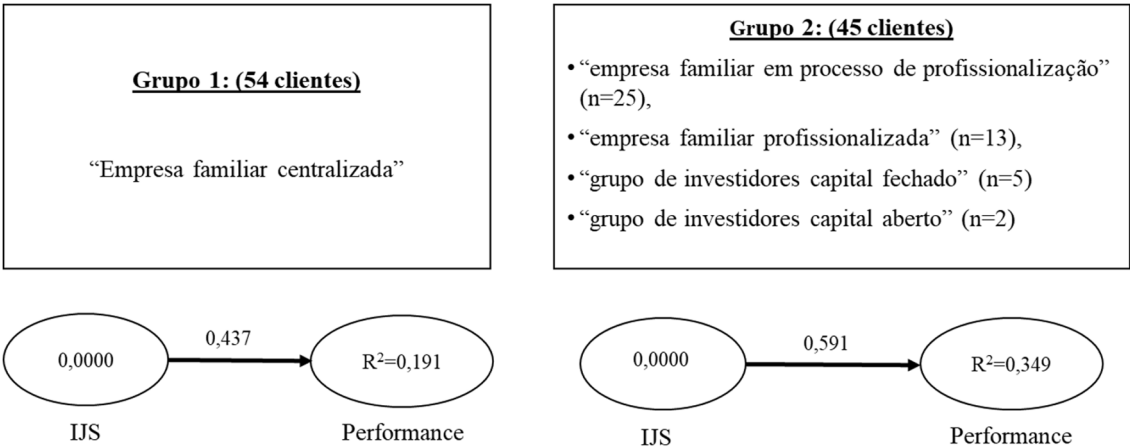 Grupo 1: (54 clientes)
“Empresa familiar centralizada”
Grupo 2: (45 clientes)
•“empresa familiar em processo de profissionalização”
(n=25),
•“empresa familiar profissionalizada” (n=13),
•“grupo de investidores capital fechado” (n=5)
•“grupo de investidores capital aberto” (n=2)
0,0000
0,437
R²=0,191
IJS
Performance
0,0000
0,591
R²=0,349
IJS
Performance